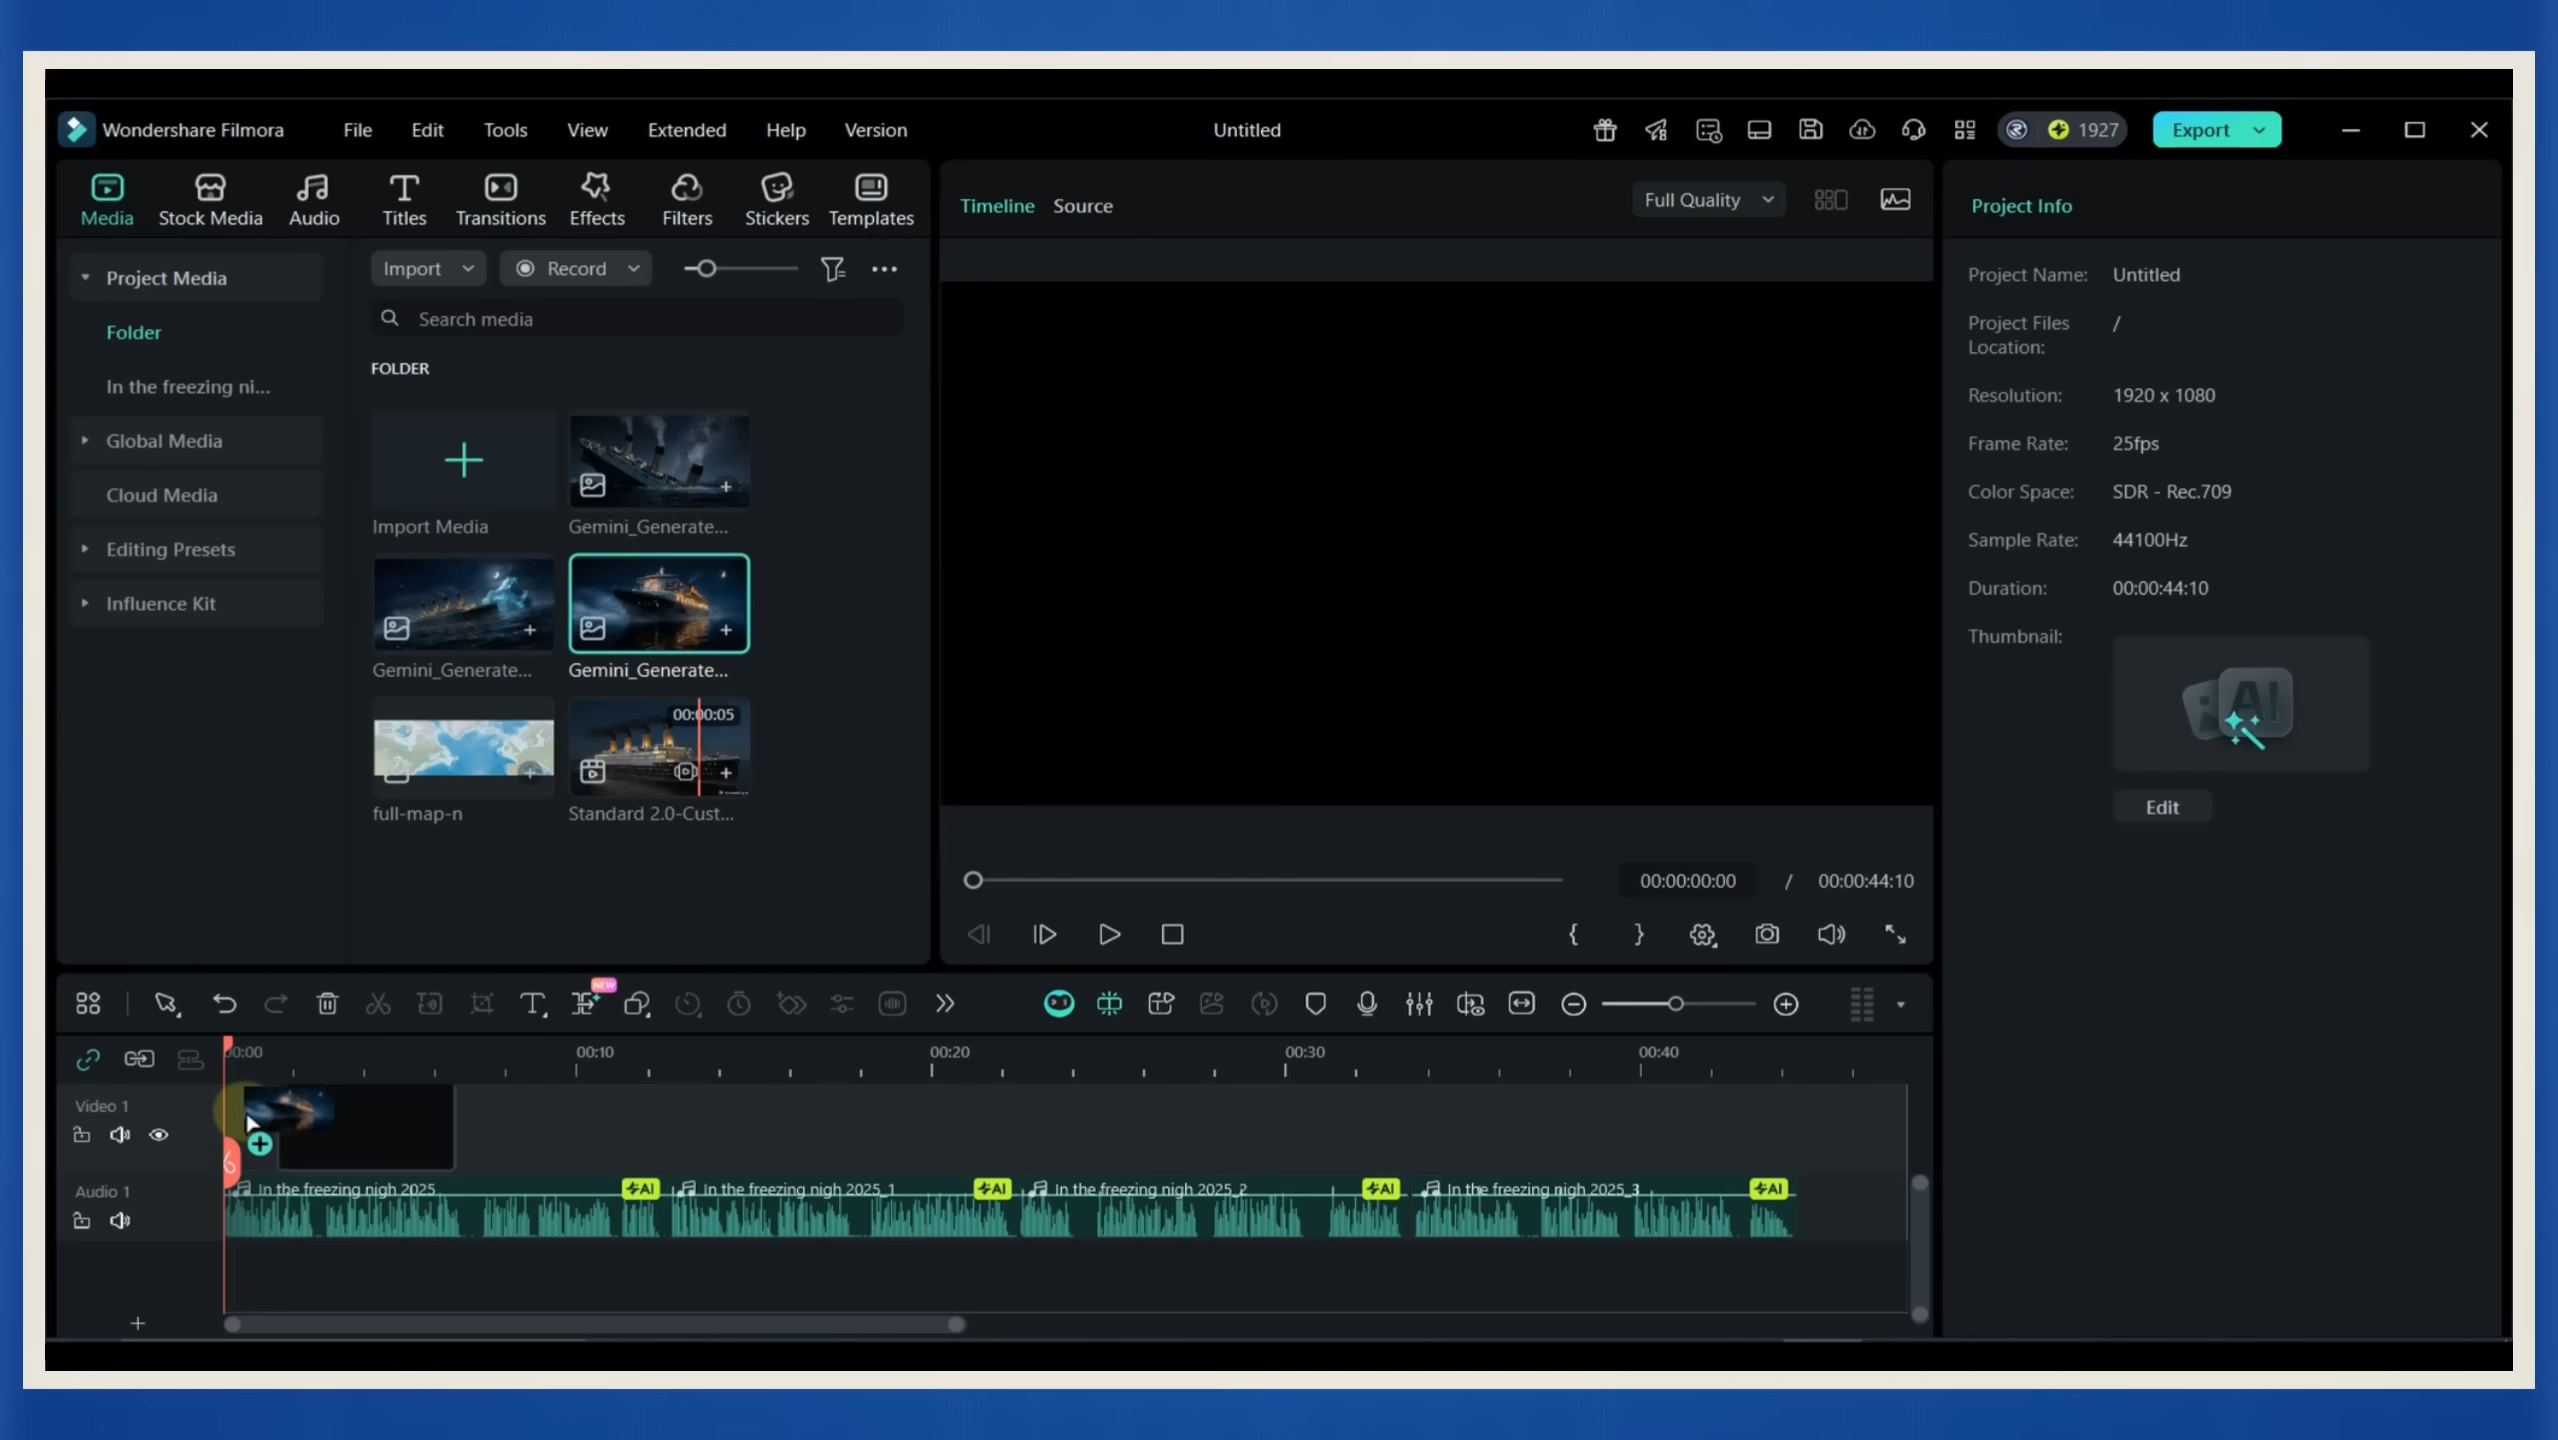 Wondershare Filmora File Edit Tools View Extended Help Version Untitled 1927 Export
Media Stock Media Audio Titles Transitions Effects Filters Stickers Templates
Timeline Source Full Quality
Project Info
Project Media
Folder
In the freezing ni...
Global Media
Cloud Media
Editing Presets
Influence Kit
Import Record
Search media
FOLDER
Import Media Gemini_Generate...
Gemini_Generate... Gemini_Generate...
00:00:05
full-map-n Standard 2.0-Cust...
00:00:00:00 / 00:00:44:10
Project Name: Untitled
Project Files Location: /
Resolution: 1920 x 1080
Frame Rate: 25fps
Color Space: SDR - Rec.709
Sample Rate: 44100Hz
Duration: 00:00:44:10
Thumbnail:
AI
Edit
NEW
00:00 00:10 00:20 00:30 00:40
Video 1
Audio 1
In the freezing nigh 2025 AI In the freezing nigh 2025_1 AI In the freezing nigh 2025_2 AI In the freezing nigh 2025_3 AI